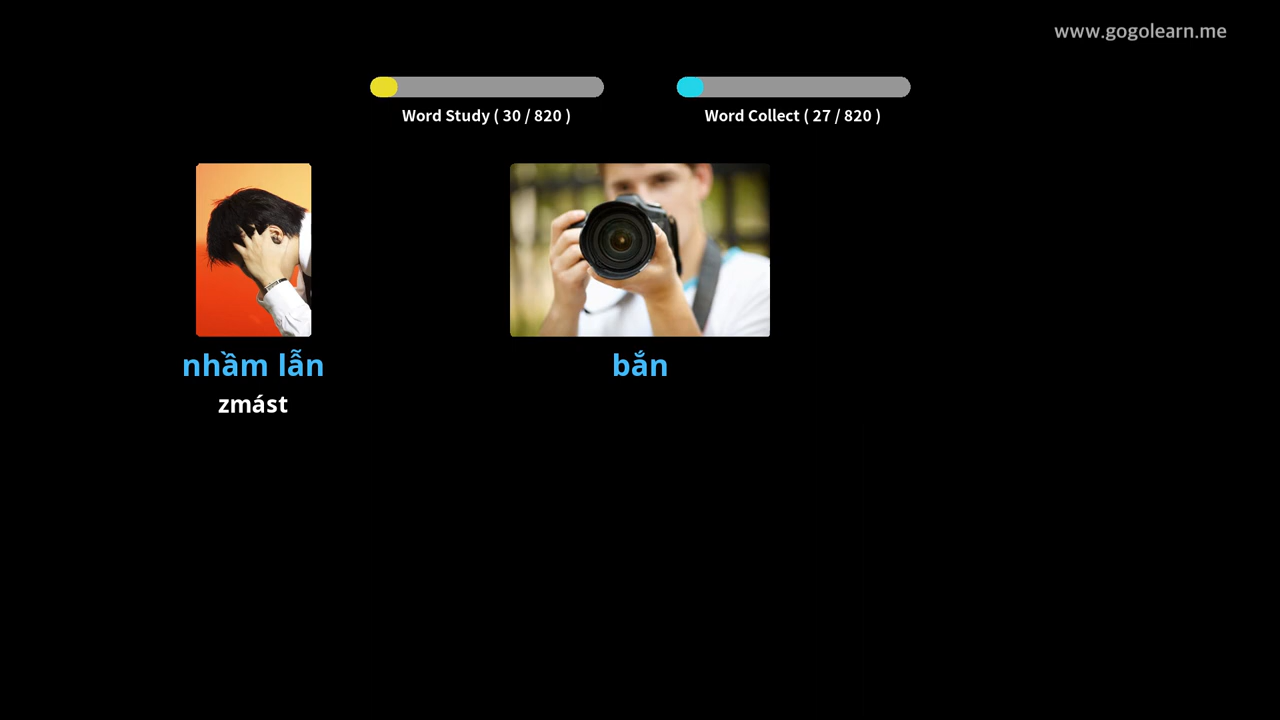 www.gogolearn.me
Word Study ( 30 / 820 )
Word Collect ( 27 / 820 )
nhầm lẫn
zmást
bắn